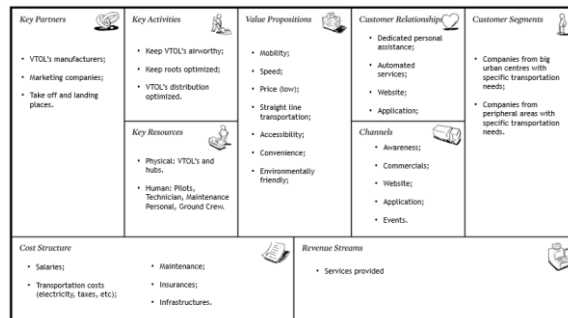 Key Partners
• VTOL's manufacturers;
• Marketing companies;
• Take off and landing
places.
Key Activities
• Keep VTOL's airworthy;
• Keep roots optimized;
• VTOL's distribution
optimized.
Key Resources
• Physical: VTOL's and
hubs.
• Human: Pilots,
Technician, Maintenance
Personal, Ground Crew.
Value Propositions
• Mobility;
• Speed;
• Price (low);
• Straight line
transportation;
• Accessibility;
• Convenience;
• Environmentally
friendly;
Customer Relationship
• Dedicated personal
assistance;
• Automated
services;
• Website;
• Application;
Channels
• Awareness;
• Commercials;
• Website;
• Application;
• Events.
Customer Segments
• Companies from big
urban centres with
specific transportation
needs;
• Companies from
peripheral areas with
specific transportation
needs.
Cost Structure
• Salaries;
• Transportation costs
(electricity, taxes, etc);
• Maintenance;
• Insurances;
• Infrastructures.
Revenue Streams
• Services provided